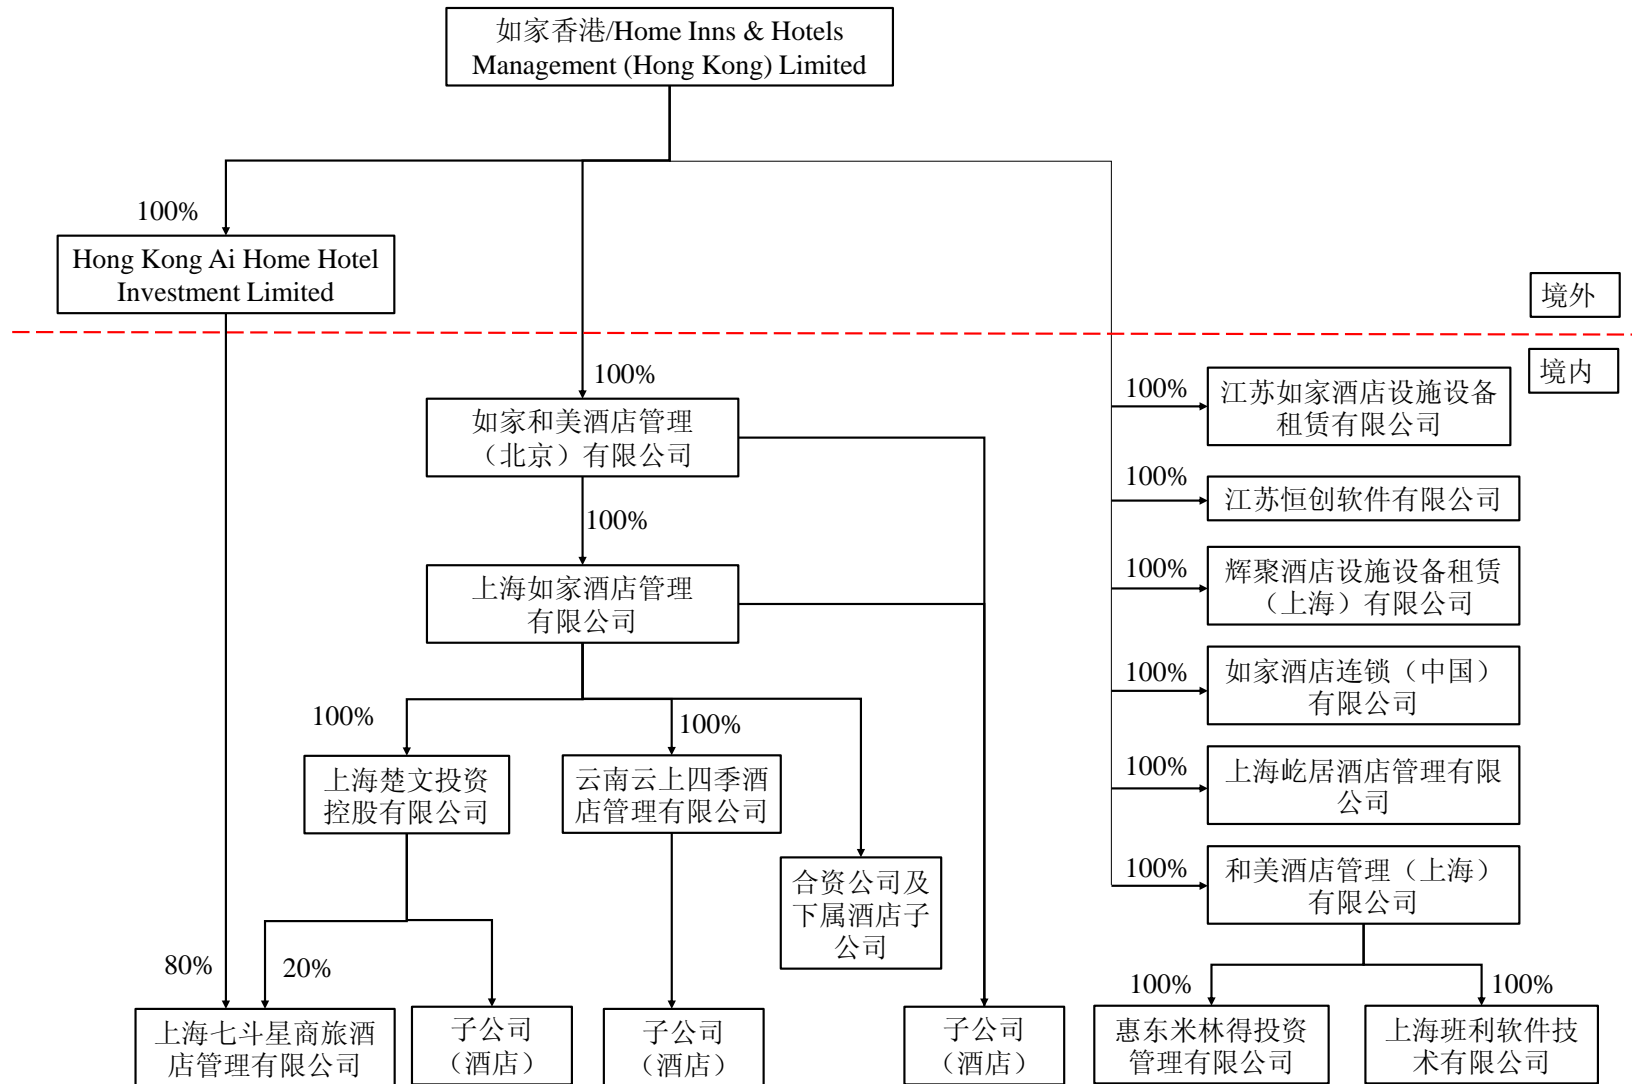 如家香港/Home Inns & Hotels
Management (Hong Kong) Limited
100%
Hong Kong Ai Home Hotel
Investment Limited
境外
境内
100%
如家和美酒店管理
（北京）有限公司
100%
江苏如家酒店设施设备
租赁有限公司
100%
江苏恒创软件有限公司
100%
上海如家酒店管理
有限公司
100%
辉聚酒店设施设备租赁
（上海）有限公司
100%
如家酒店连锁（中国）
有限公司
100%
上海楚文投资
控股有限公司
100%
云南云上四季酒
店管理有限公司
100%
上海屹居酒店管理有限
公司
合资公司及
下属酒店子
公司
100%
和美酒店管理（上海）
有限公司
80%
20%
上海七斗星商旅酒
店管理有限公司
子公司
（酒店）
子公司
（酒店）
子公司
（酒店）
100%
惠东米林得投资
管理有限公司
100%
上海班利软件技
术有限公司